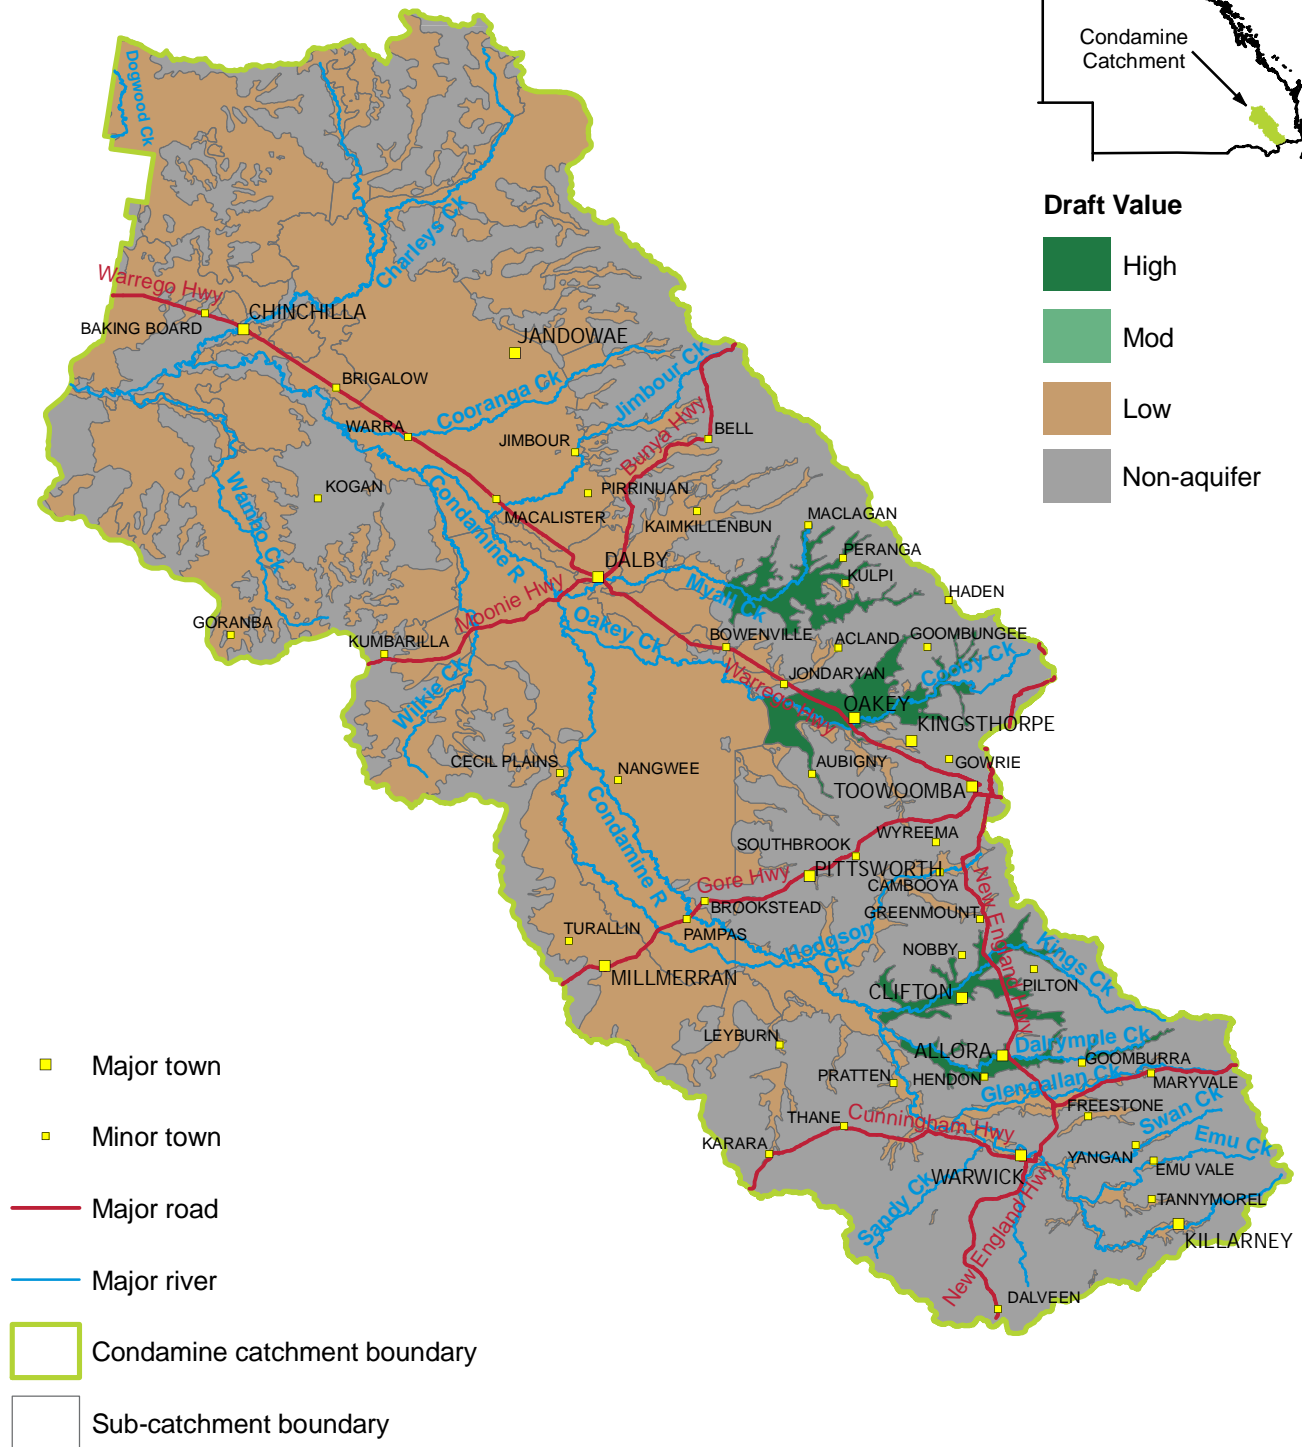 Condamine
Catchment
Draft Value
High
Mod
Low
Non-aquifer
Dogwood Ck
Charleys Ck
Warrego Hwy
CHINCHILLA
BAKING BOARD
JANDOWAE
BRIGALOW
Cooranga Ck
Jimbour Ck
WARRA
JIMBOUR
Bunya Hwy
BELL
Wambo Ck
KOGAN
Condamine R
PIRRINUAN
MACALISTER
KAIMKILLENBUN
MACLAGAN
PERANGA
DALBY
KULPI
Myall Ck
HADEN
Moonie Hwy
GORANBA
KUMBARILLA
Oakey Ck
BOWENVILLE
ACLAND
GOOMBUNGEE
Cooby Ck
JONDARYAN
Warrego Hwy
Wilkie Ck
OAKEY
KINGSTHORPE
CECIL PLAINS
NANGWEE
AUBIGNY
GOWRIE
TOOWOOMBA
Condamine R
WYREEMA
SOUTHBROOK
PITTSWORTH
Gore Hwy
CAMBOOYA
New England Hwy
BROOKSTEAD
GREENMOUNT
TURALLIN
PAMPAS
Hodgson
Ck
NOBBY
Kings Ck
MILLMERRAN
CLIFTON
PILTON
LEYBURN
ALLORA
Dalrymple Ck
GOOMBURRA
PRATTEN
HENDON
Glengallan Ck
MARYVALE
THANE
Cunningham Hwy
FREESTONE
Swan Ck
KARARA
Emu Ck
YANGAN
EMU VALE
WARWICK
Sandy Ck
TANNYMOREL
New England Hwy
KILLARNEY
DALVEEN
Major town
Minor town
Major road
Major river
Condamine catchment boundary
Sub-catchment boundary